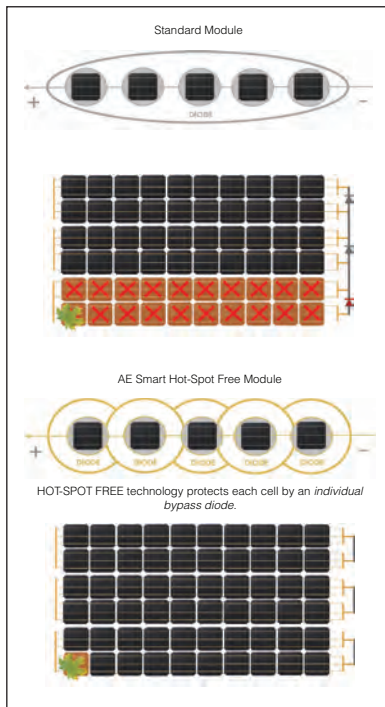 Standard Module
+
−
DIODE
AE Smart Hot-Spot Free Module
+
−
DIODE DIODE DIODE DIODE DIODE
HOT-SPOT FREE technology protects each cell by an individual
bypass diode.